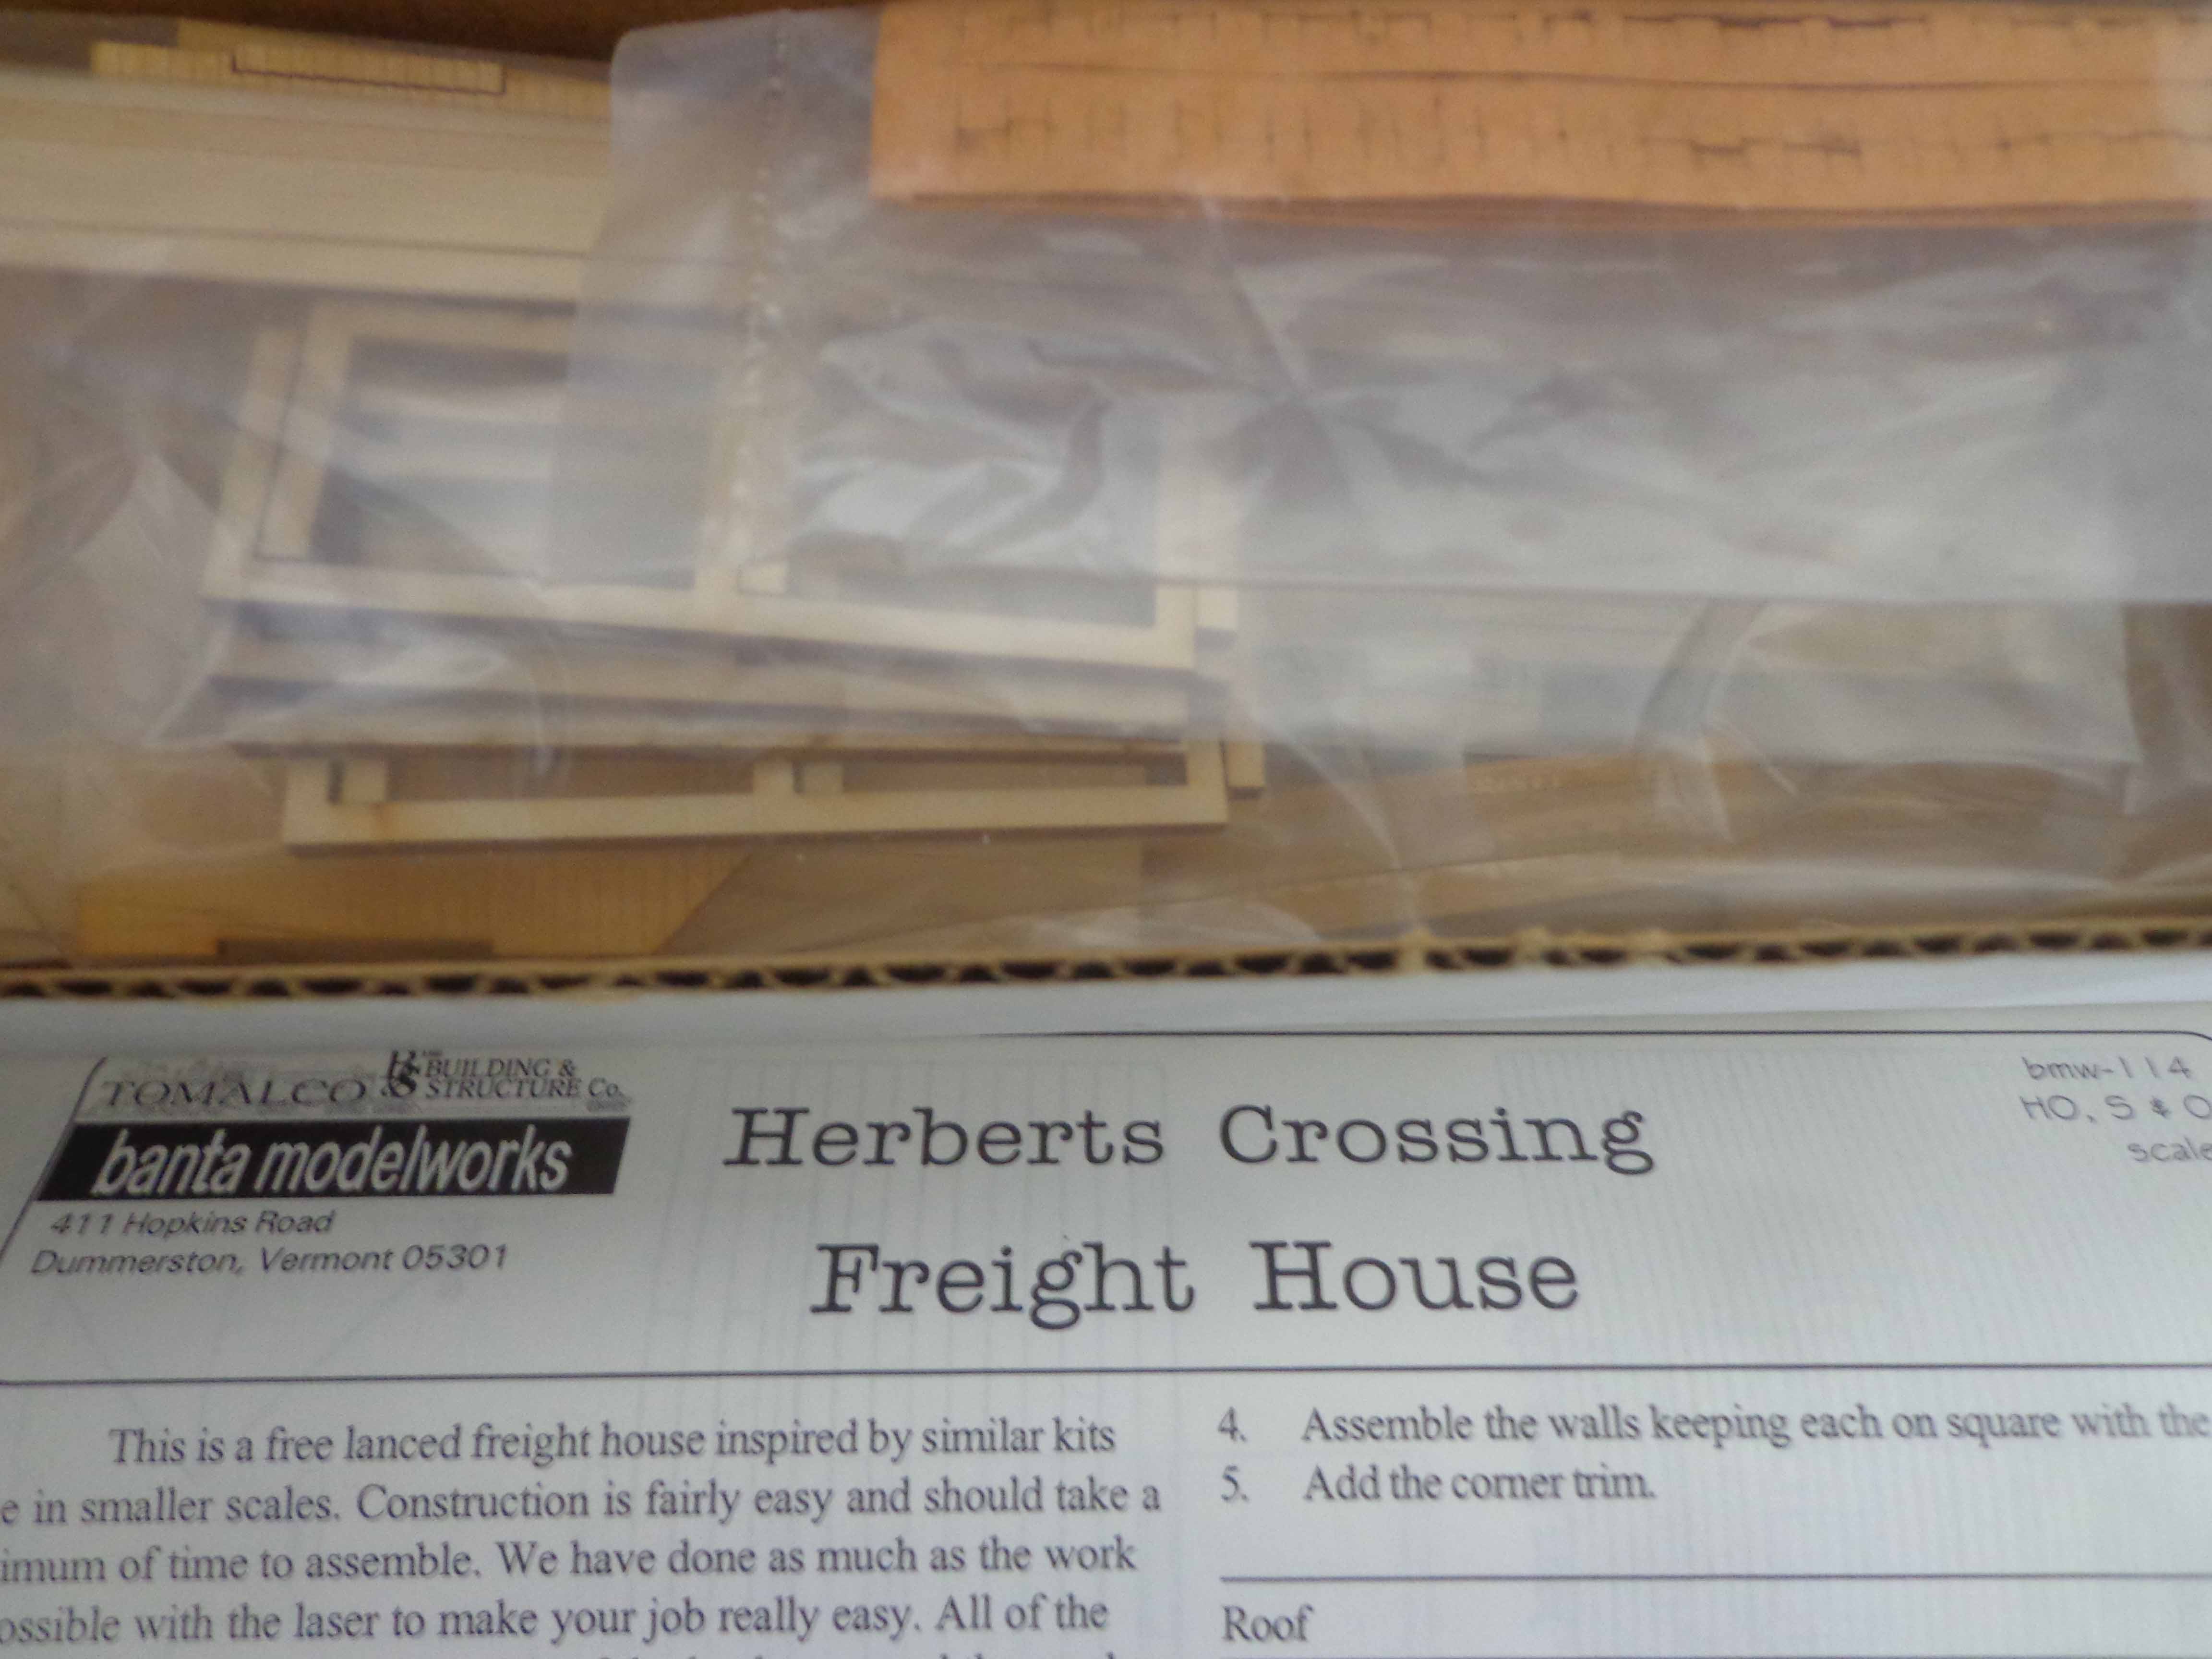 TOMALCO
THE BUILDING &
STRUCTURE Co.
banta modelworks
411 Hopkins Road
Dummerston, Vermont 05301
Herberts Crossing
Freight House
bmw-114
HO, S & O
scale
This is a free lanced freight house inspired by similar kits
e in smaller scales. Construction is fairly easy and should take a
imum of time to assemble. We have done as much as the work
ossible with the laser to make your job really easy. All of the
4. Assemble the walls keeping each on square with the
5. Add the corner trim.
Roof